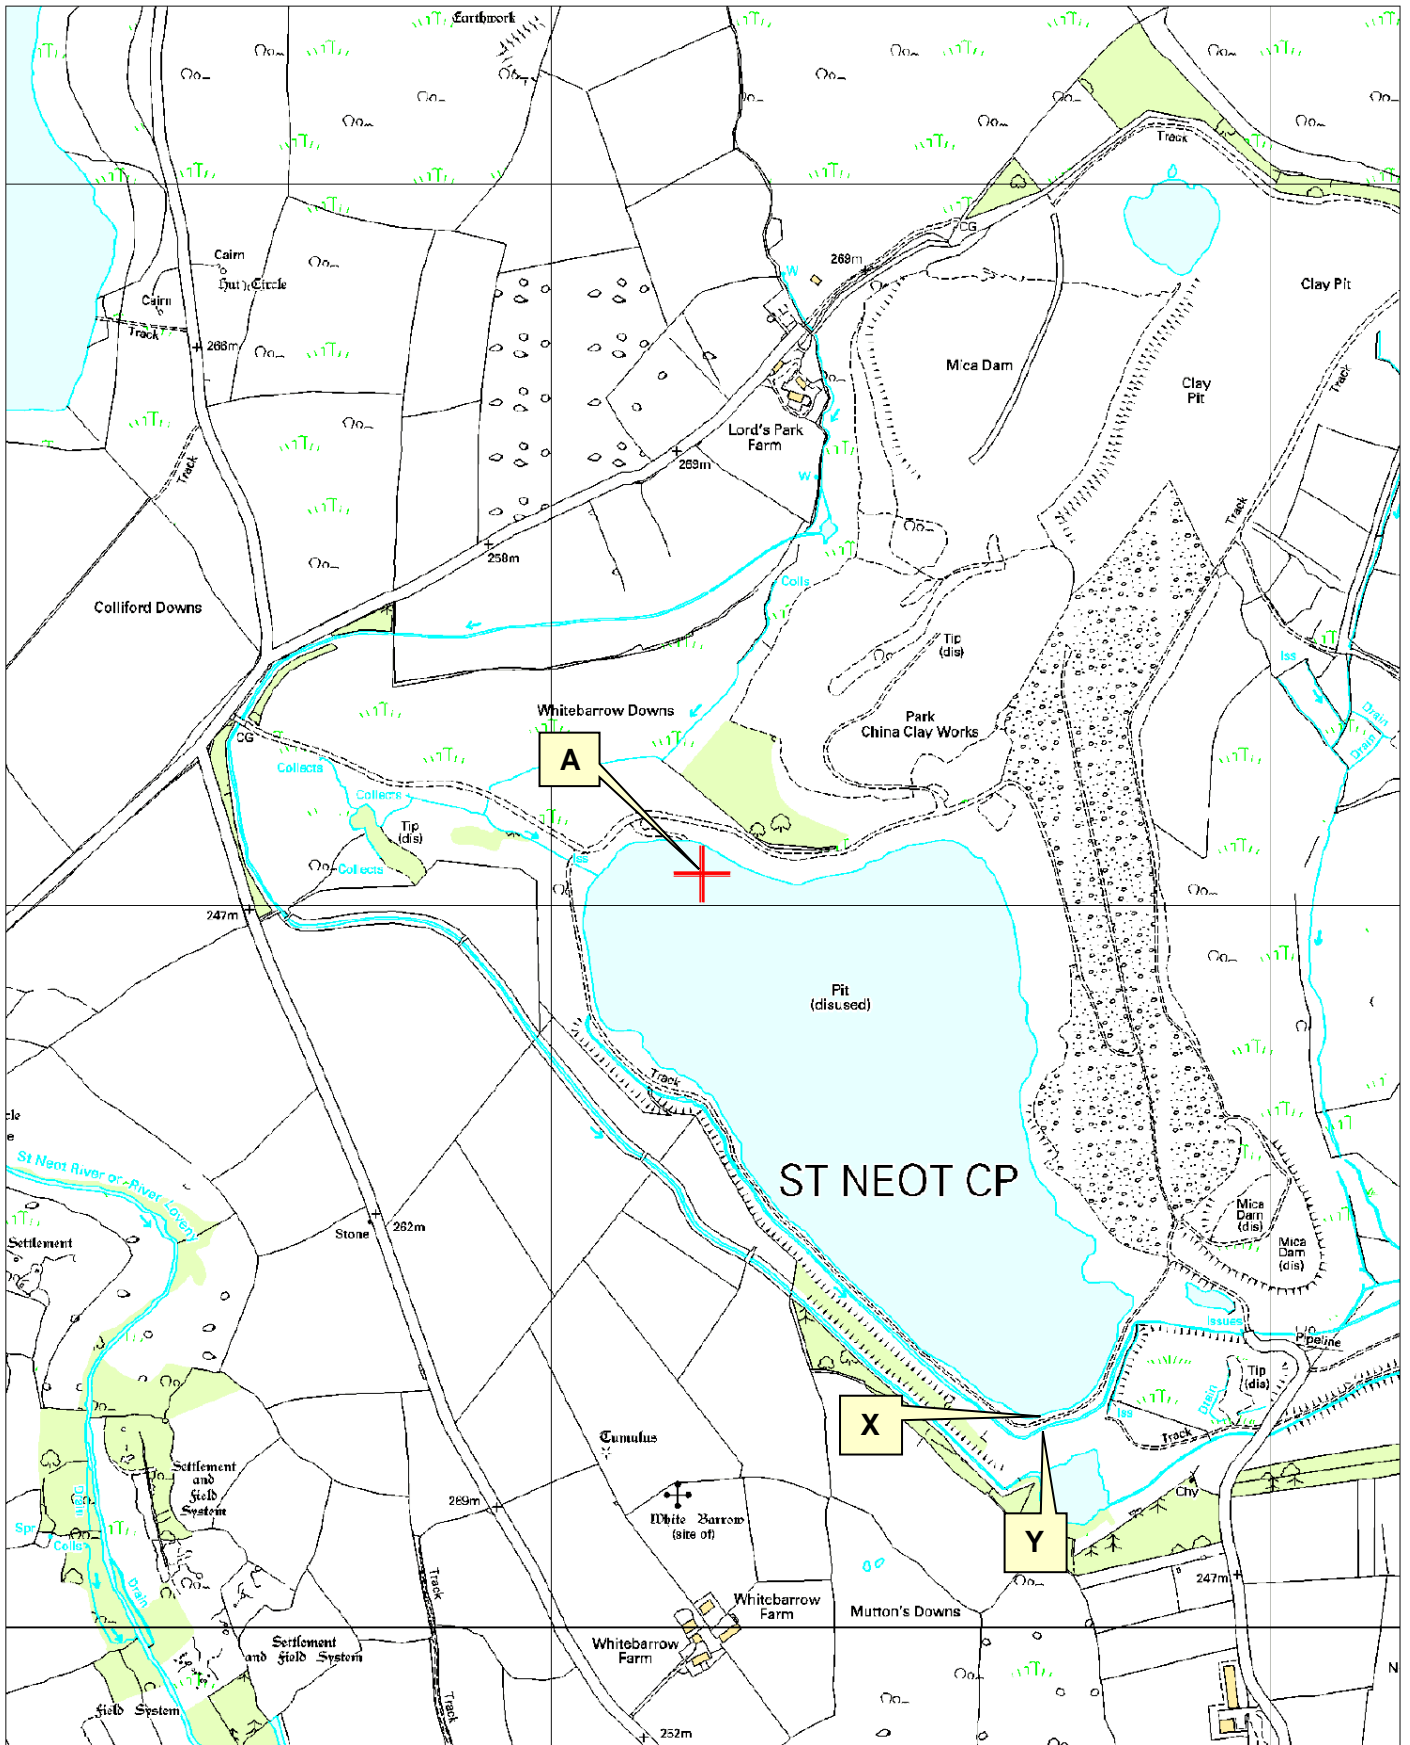 Earthwork
Track
CG
Cairn
Hut Circle
Cairn
Track
266m
W
269m
Clay Pit
Mica Dam
Clay
Pit
Track
Lord's Park
Farm
269m
Track
W
Track
258m
Colls
Colliford Downs
Tip
(dis)
Iss
Drain
Drain
Whitebarrow Downs
Park
China Clay Works
CG
A
Collects
Collects
Tip
(dis)
Iss
Collects
247m
Pit
(disused)
Track
St Neot River or River Loveny
ST NEOT CP
262m
Stone
Settlement
Mica
Dam
(dis)
Mica
Dam
(dis)
Issues
Pipeline
Tip
(dis)
Drain
X
Iss
Track
Tumulus
Settlement
and
Field
System
Drain
269m
White Barrow
(site of)
Chy
Y
Spr
Colls
Drain
Track
247m
Whitebarrow
Farm
Mutton's Downs
Whitebarrow
Farm
Settlement
and Field System
Field System
Track
252m
N